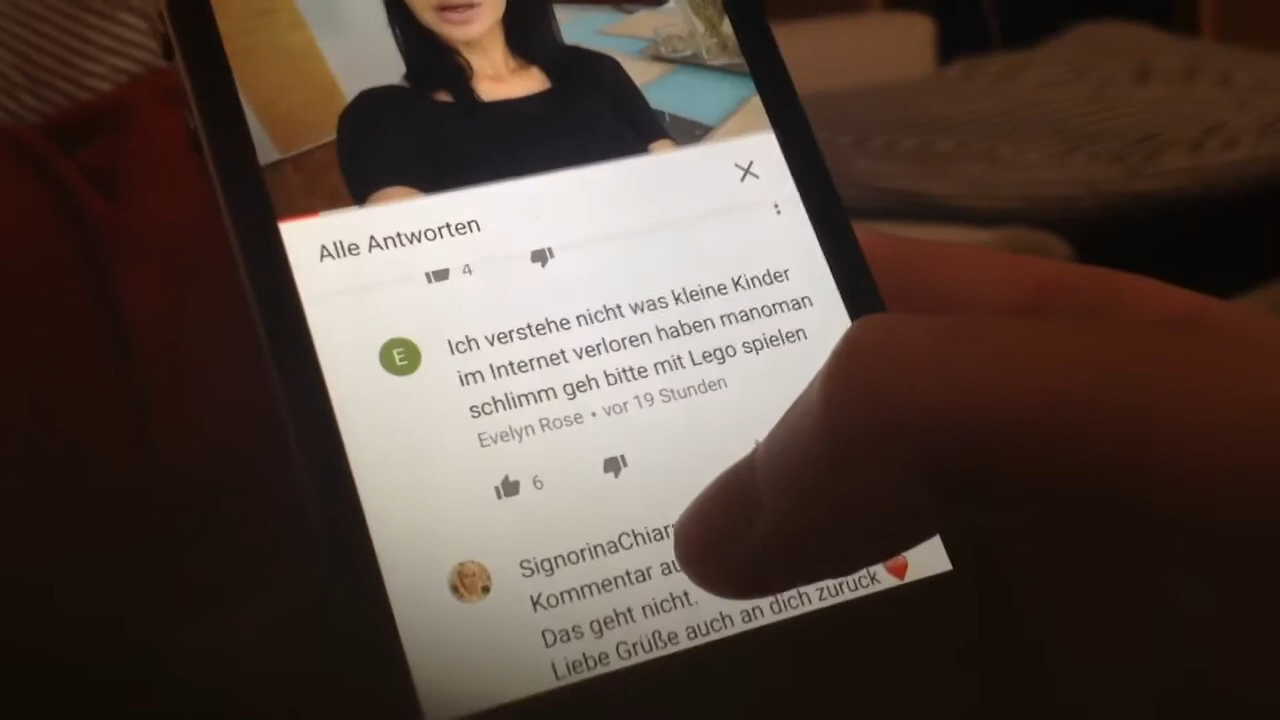 Alle Antworten
4
E
Ich verstehe nicht was kleine Kinder
im Internet verloren haben manoman
schlimm geh bitte mit Lego spielen
Evelyn Rose • vor 19 Stunden
6
SignorinaChiar
Kommentar au
Das geht nicht.
Liebe Grüße auch an dich zurück ❤